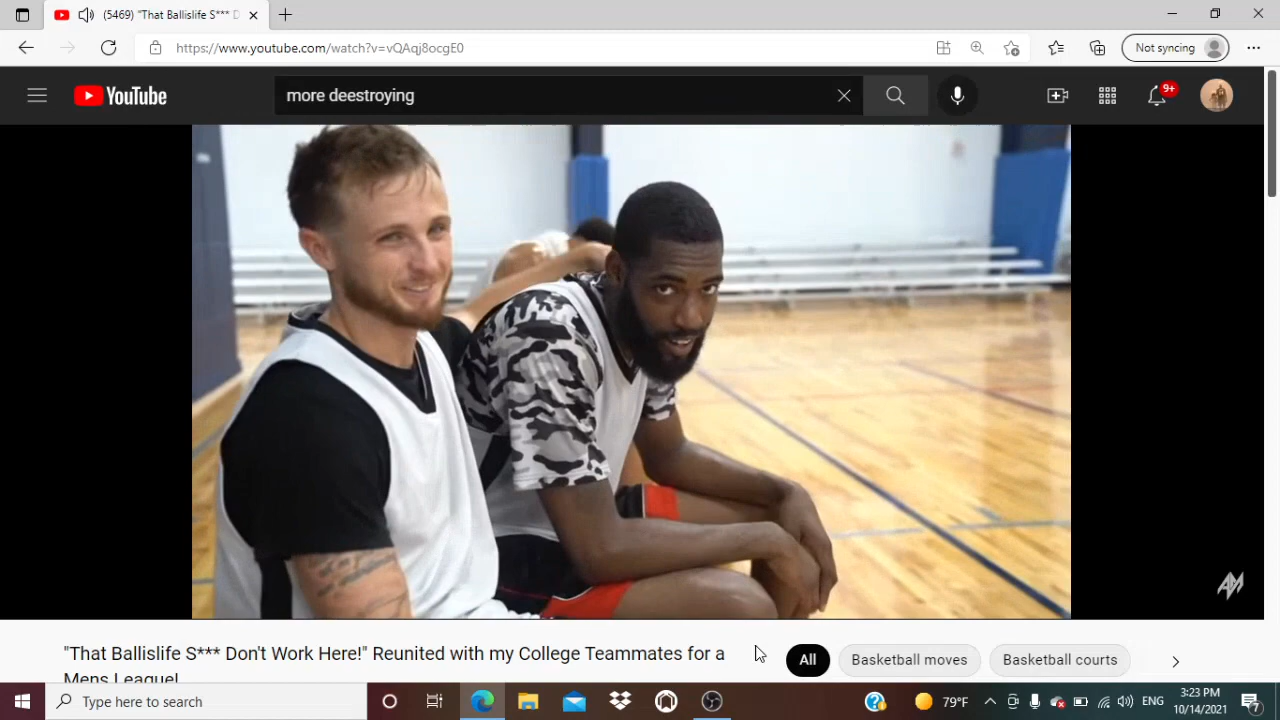 (5469) "That Ballislife S*** D
https://www.youtube.com/watch?v=vQAqj8ocgE0
Not syncing
YouTube
more deestroying
9+
AM
"That Ballislife S*** Don't Work Here!" Reunited with my College Teammates for a
Mens League!
All
Basketball moves
Basketball courts
Type here to search
79°F
ENG
3:23 PM
10/14/2021
7